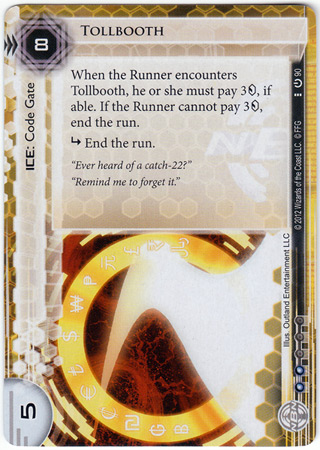 TOLLBOOTH
8
When the Runner encounters
Tollbooth, he or she must pay 3, if
able. If the Runner cannot pay 3,
end the run.
↳ End the run.
"Ever heard of a catch-22?"
"Remind me to forget it."
ICE: Code Gate
5
90
© 2012 Wizards of the Coast LLC. © FFG
Illus. Outland Entertainment LLC